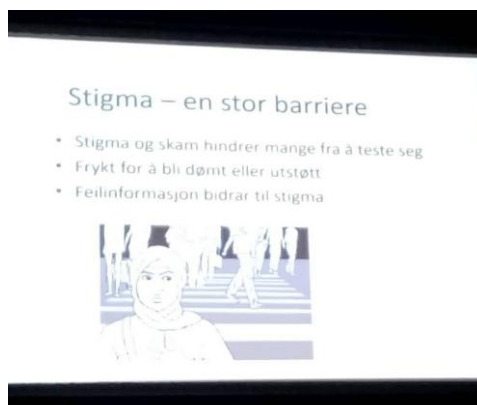 Stigma – en stor barriere
• Stigma og skam hindrer mange fra å teste seg
• Frykt for å bli dømt eller utstøtt
• Feilinformasjon bidrar til stigma